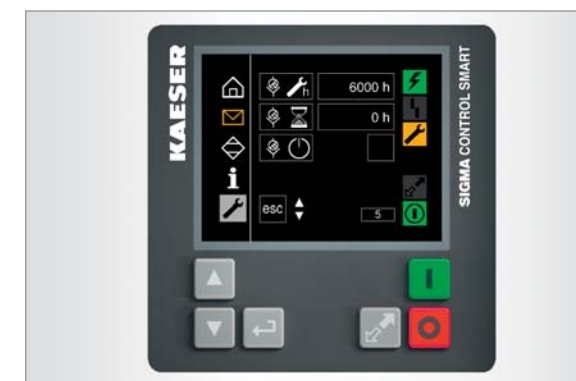 KAESER
SIGMA CONTROL SMART
h
6000 h
0 h
i
esc
5